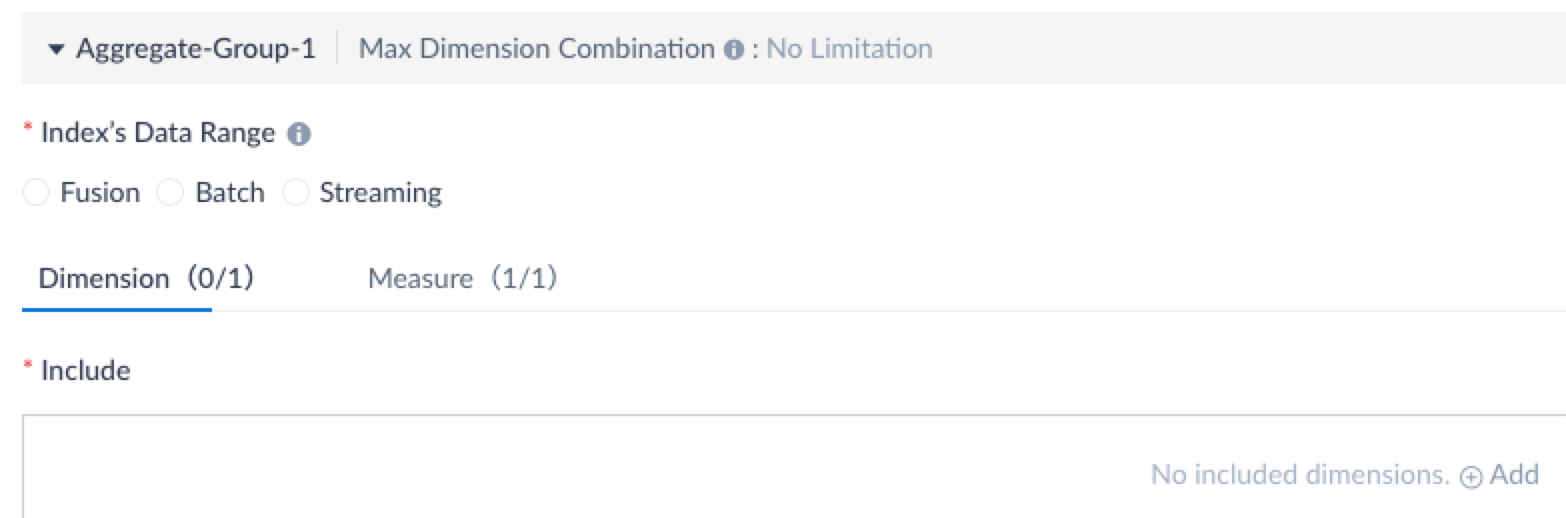 Aggregate-Group-1 Max Dimension Combination : No Limitation
* Index's Data Range
Fusion Batch Streaming
Dimension (0/1) Measure (1/1)
* Include
No included dimensions. Add